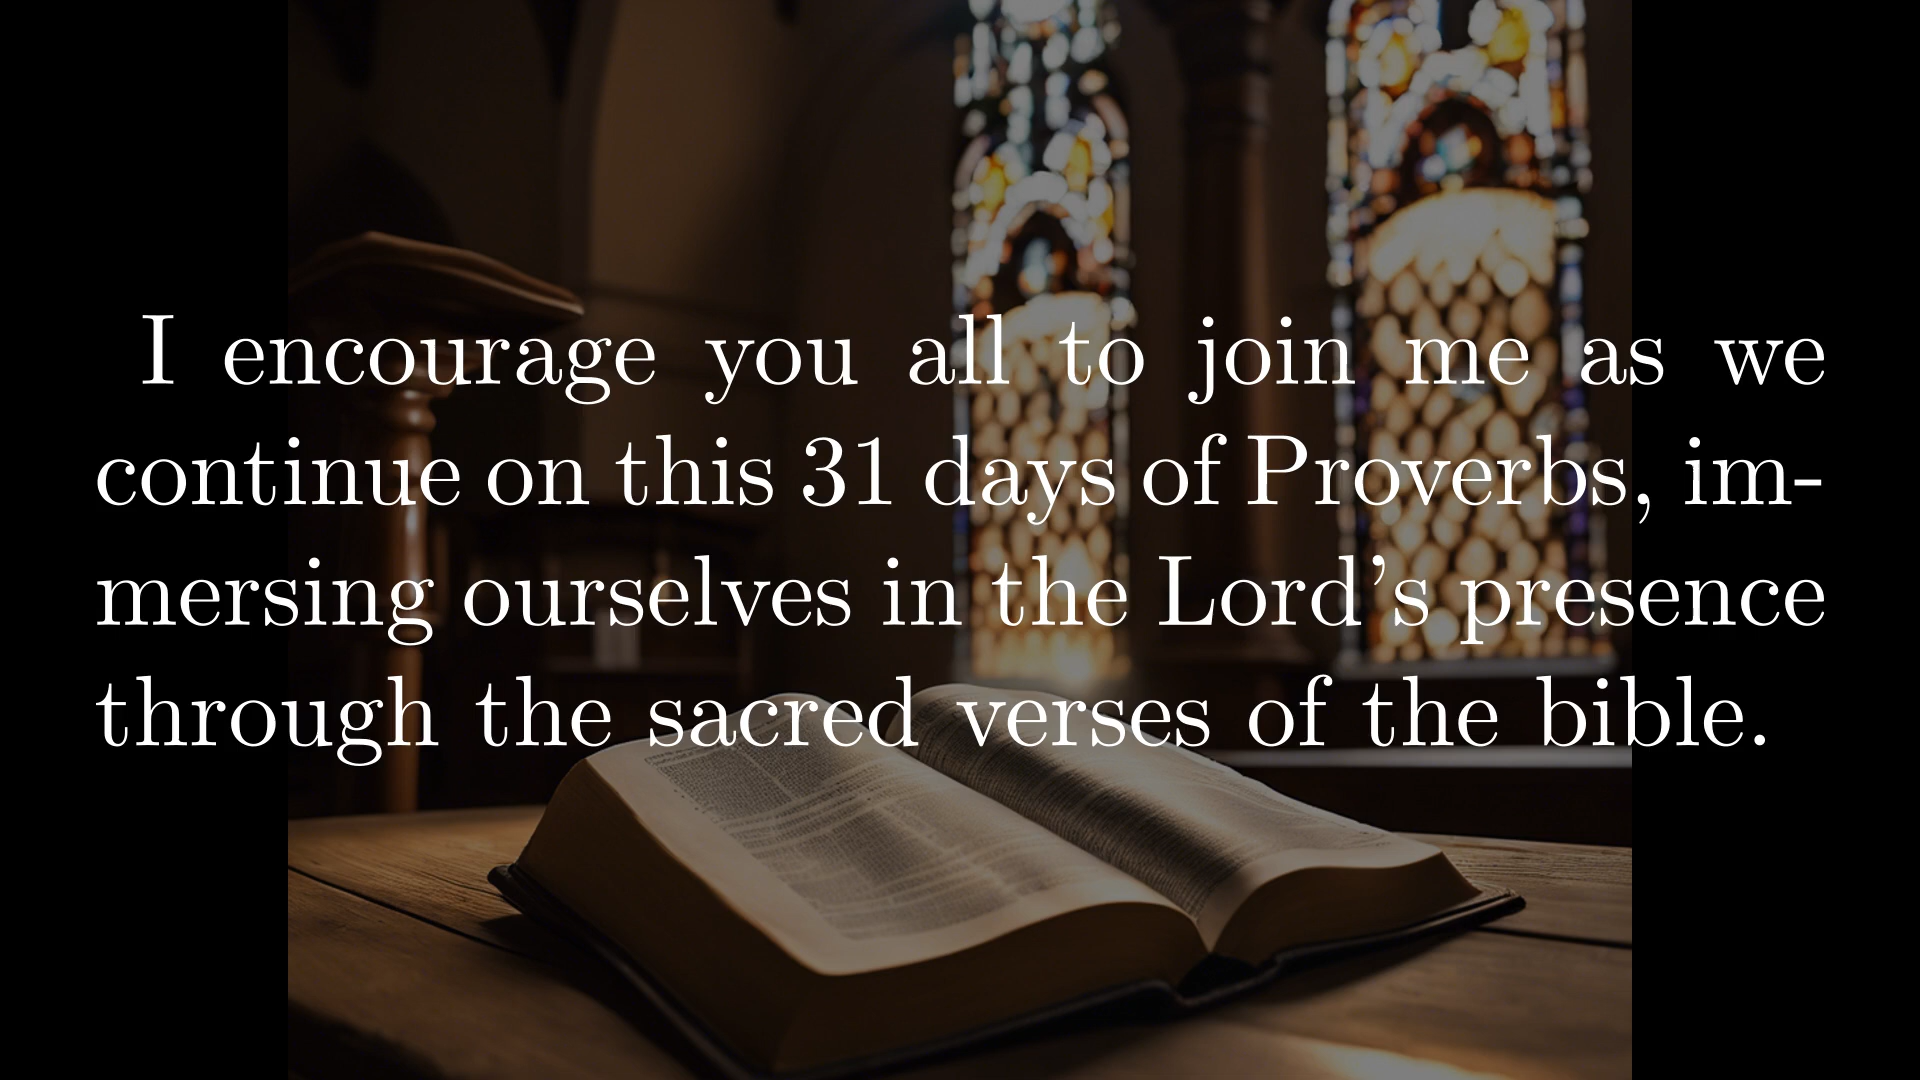 I encourage you all to join me as we
continue on this 31 days of Proverbs, im-
mersing ourselves in the Lord's presence
through the sacred verses of the bible.